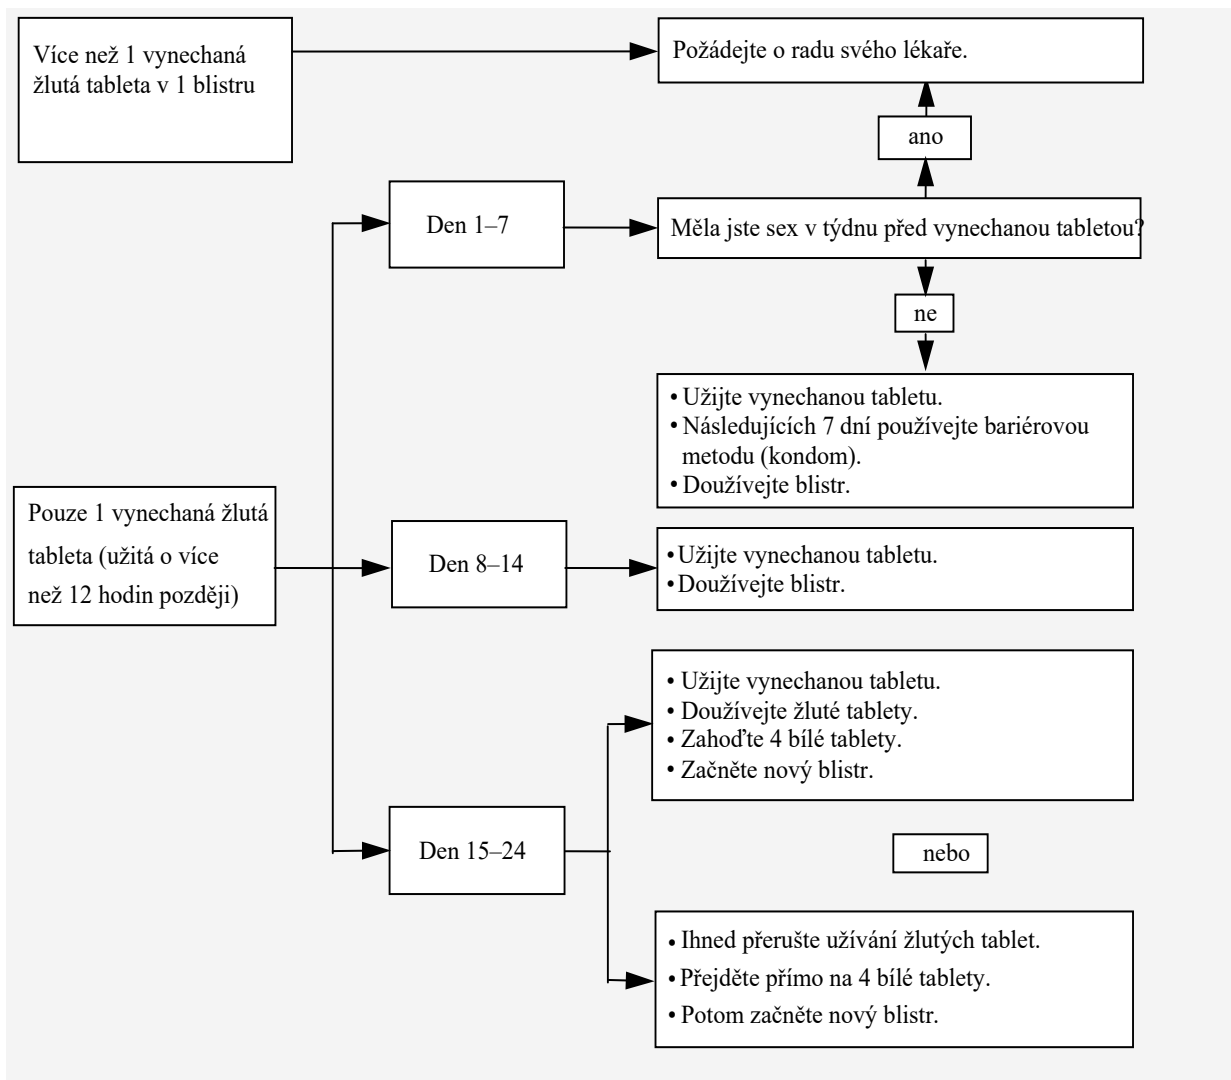 Více než 1 vynechaná
žlutá tableta v 1 blistru
Požádejte o radu svého lékaře.
ano
Den 1–7
Měla jste sex v týdnu před vynechanou tabletou?
ne
• Užijte vynechanou tabletu.
• Následujících 7 dní používejte bariérovou
metodu (kondom).
• Doužívejte blistr.
Pouze 1 vynechaná žlutá
tableta (užitá o více
než 12 hodin později)
Den 8–14
• Užijte vynechanou tabletu.
• Doužívejte blistr.
• Užijte vynechanou tabletu.
• Doužívejte žluté tablety.
• Zahoďte 4 bílé tablety.
• Začněte nový blistr.
Den 15–24
nebo
• Ihned přerušte užívání žlutých tablet.
• Přejděte přímo na 4 bílé tablety.
• Potom začněte nový blistr.